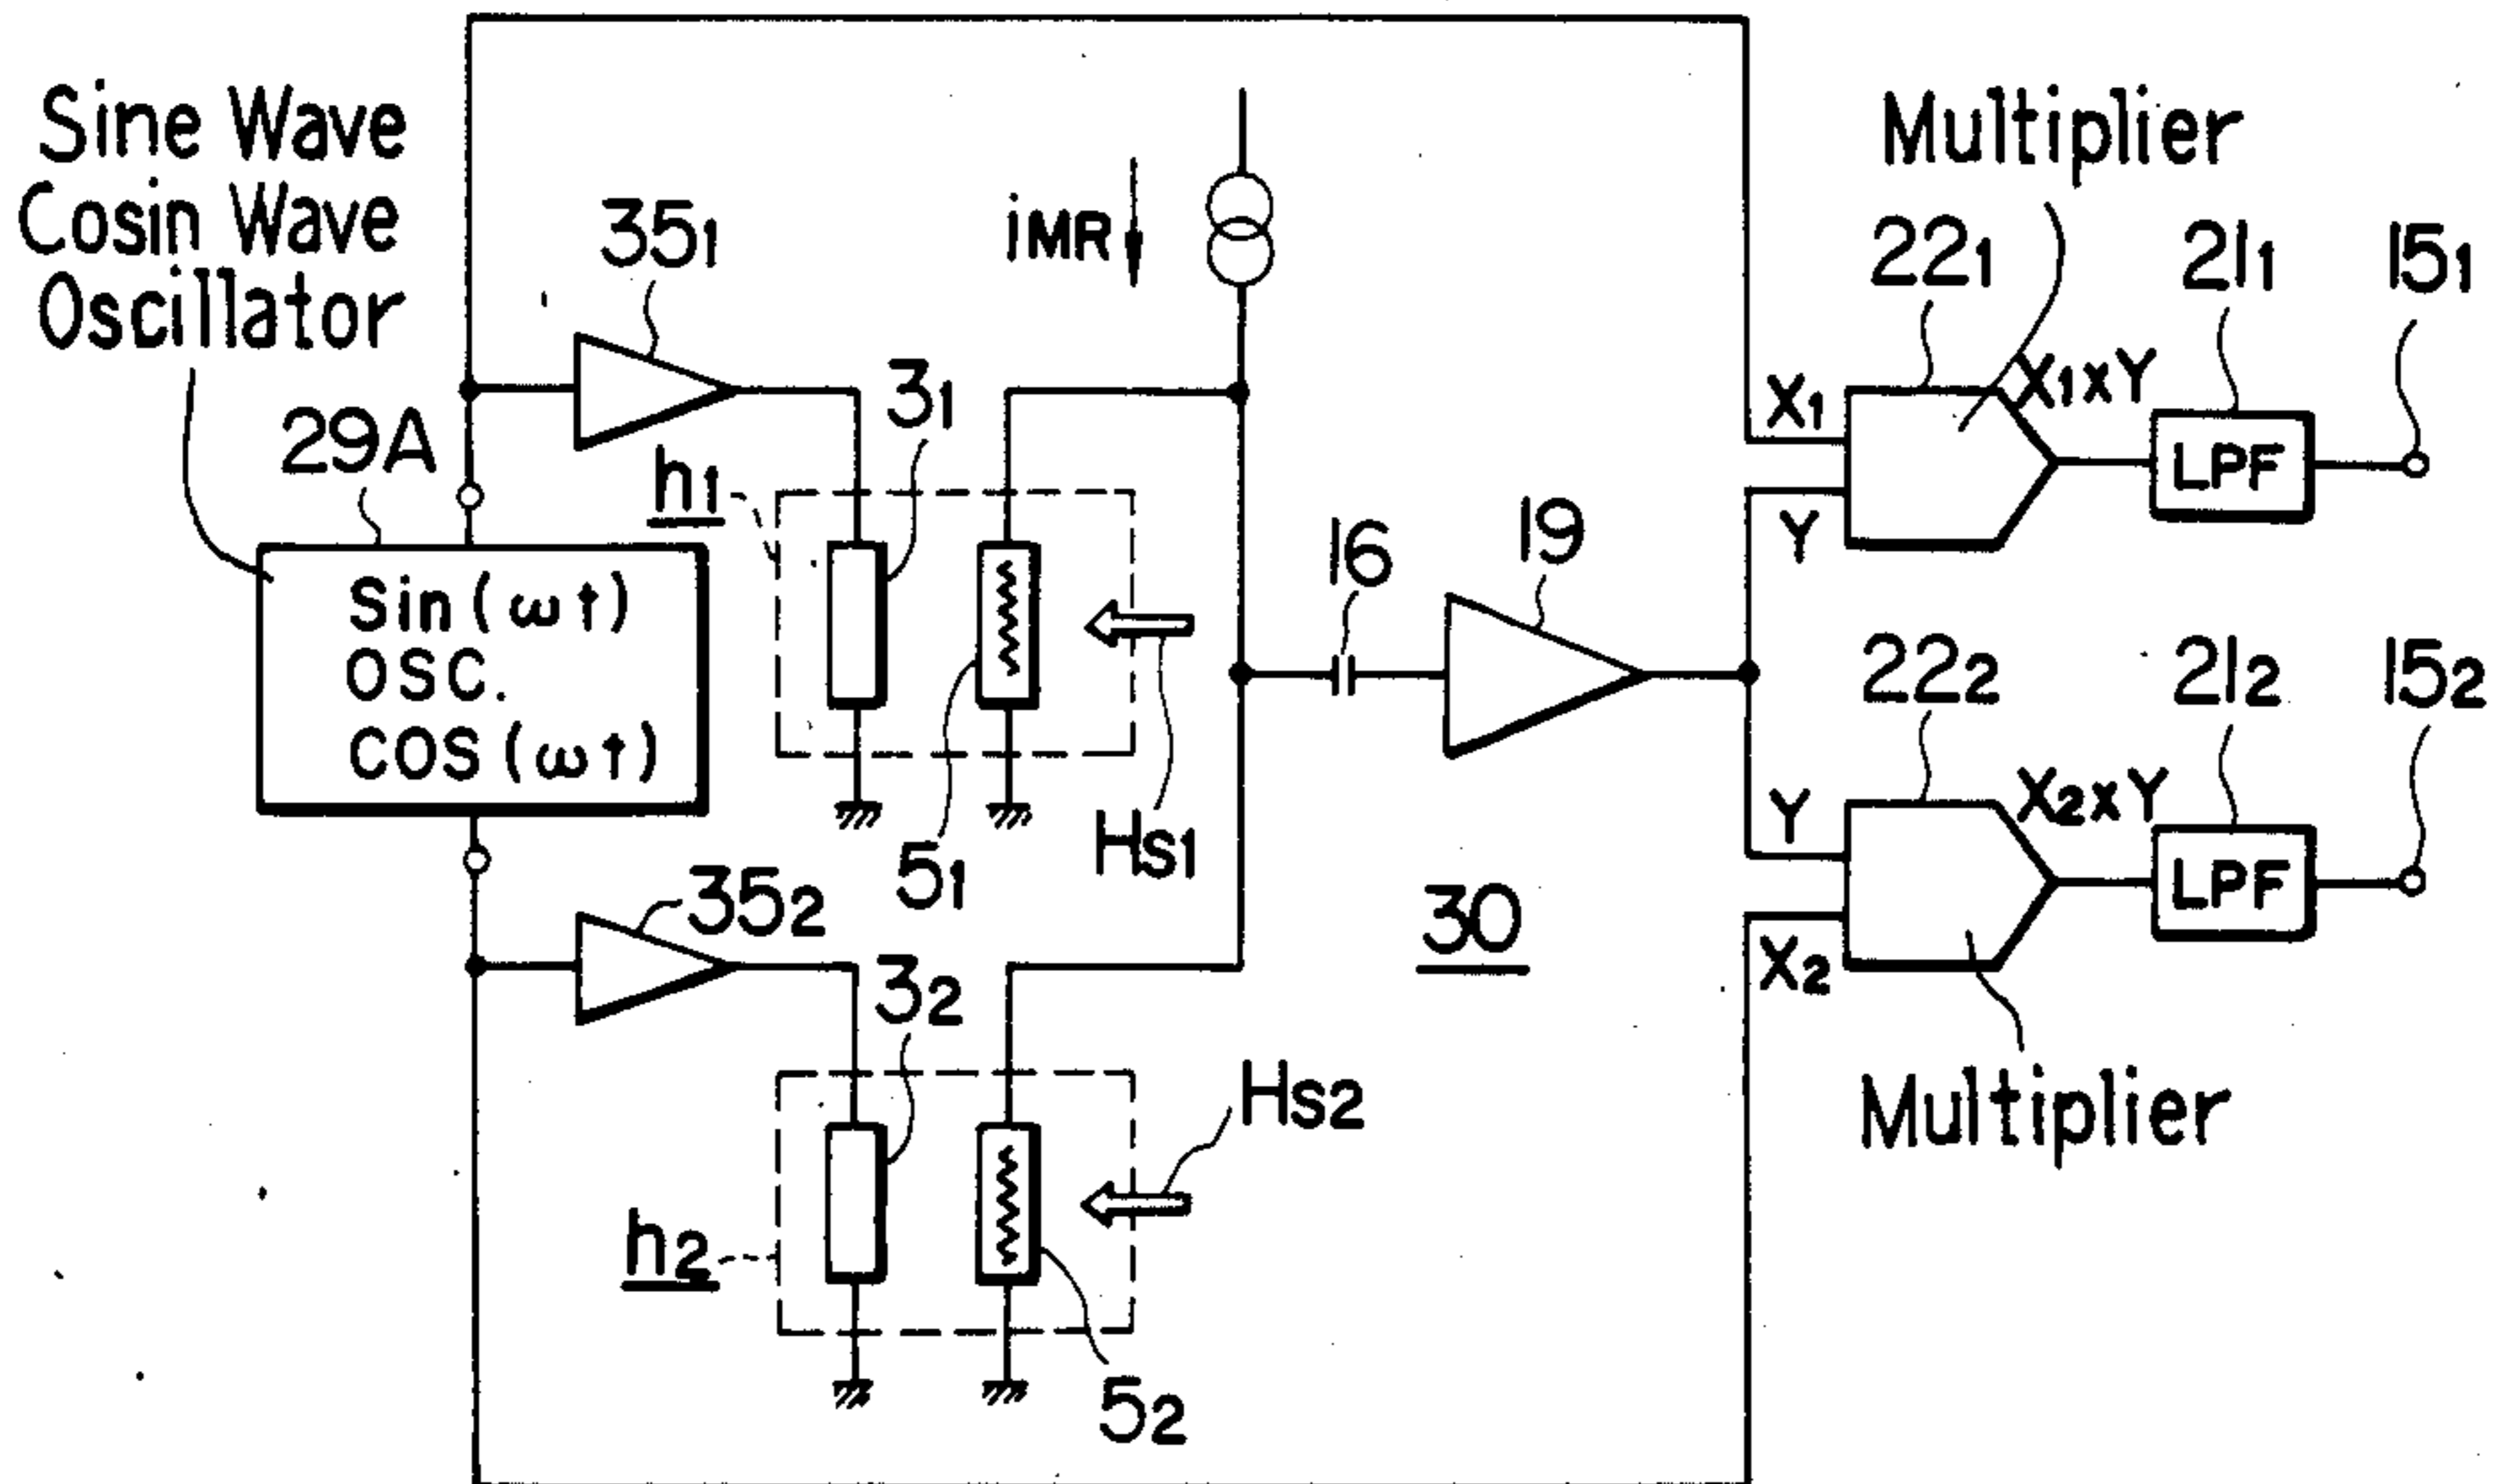 Sine Wave
Cosin Wave
Oscillator
29A
Sin(ωt)
OSC.
COS(ωt)
35₁
3₁
h₁
iMR
5₁
HS1
16
19
30
35₂
3₂
h₂
HS2
5₂
Multiplier
22₁
21₁
15₁
X₁
Y
X₁xY
LPF
22₂
21₂
15₂
Y
X₂
X₂xY
LPF
Multiplier